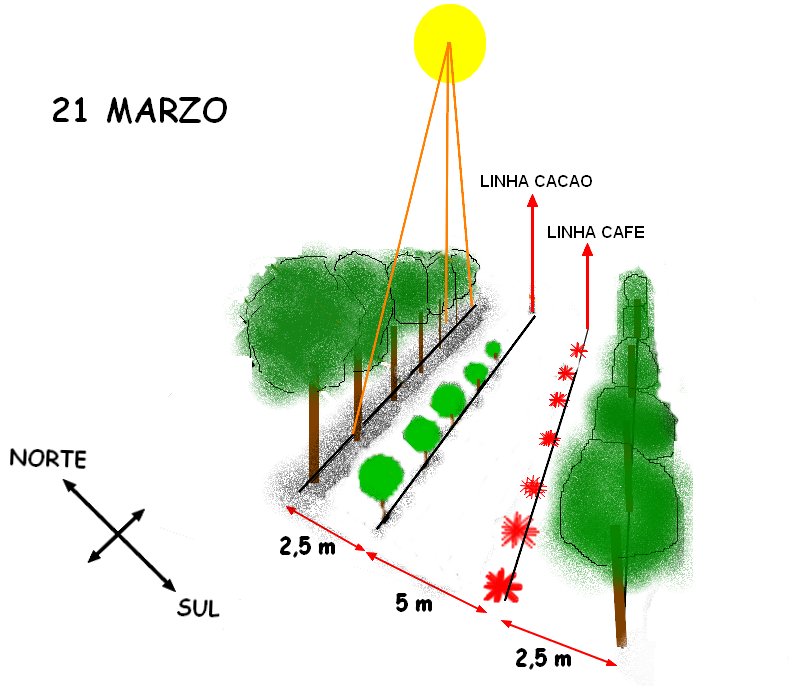 21 MARZO
LINHA CACAO
LINHA CAFE
NORTE
SUL
2,5 m
5 m
2,5 m